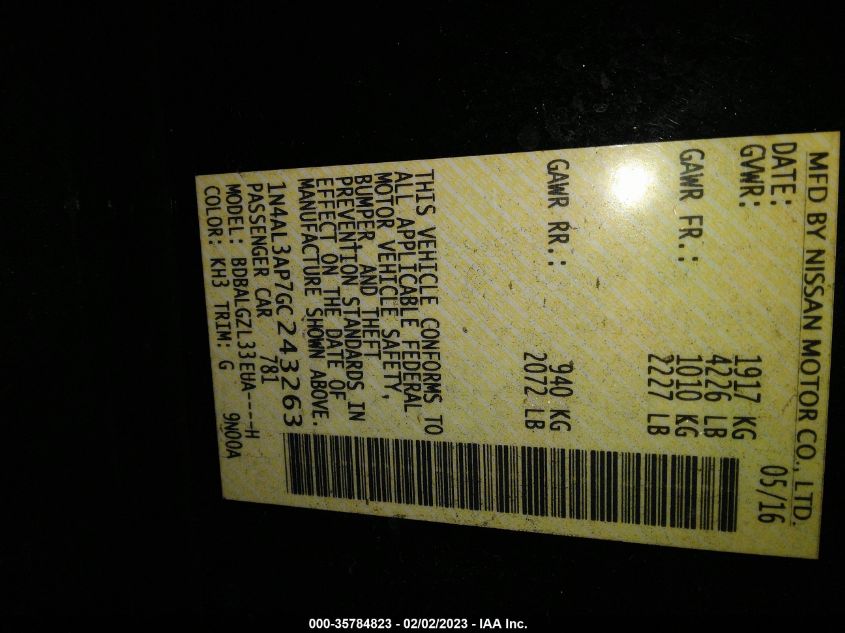 MFD BY NISSAN MOTOR CO., LTD.
DATE: 05/16
GVWR: 1917 KG
4226 LB
GAWR FR.: 1010 KG
2227 LB
GAWR RR.: 940 KG
2072 LB
THIS VEHICLE CONFORMS TO
ALL APPLICABLE FEDERAL
MOTOR VEHICLE SAFETY,
BUMPER AND THEFT
PREVENTION STANDARDS IN
EFFECT ON THE DATE OF
MANUFACTURE SHOWN ABOVE.
1N4AL3AP7GC243263
PASSENGER CAR 781
MODEL: BDBALGZL33EUA----H
COLOR: KH3 TRIM: G 9N00A
000-35784823 - 02/02/2023 - IAA Inc.